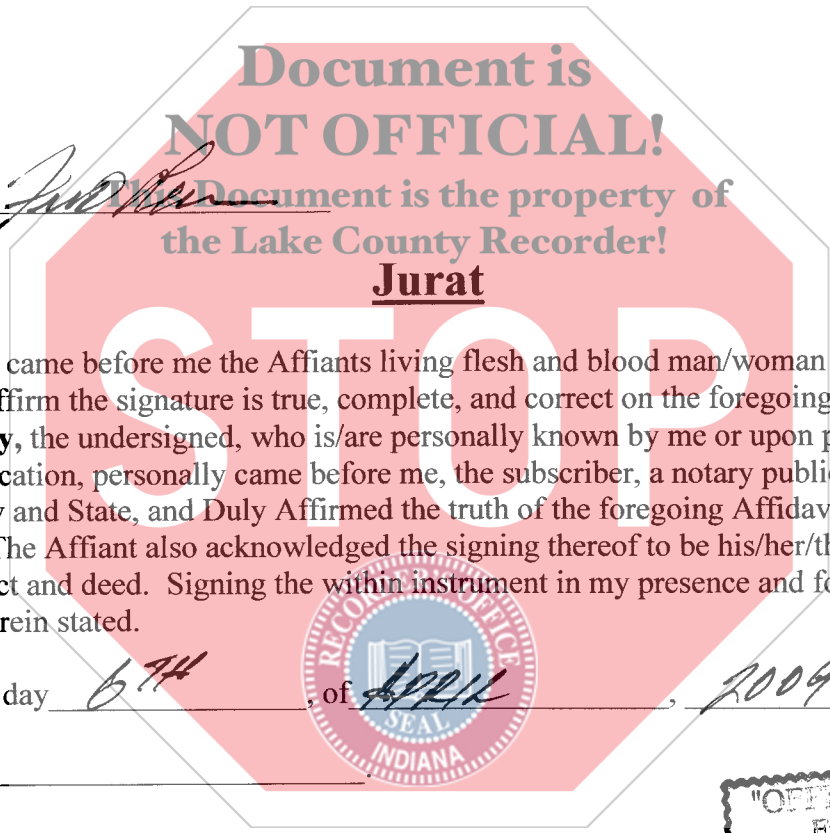 Document is
NOT OFFICIAL!
This Document is the property of
the Lake County Recorder!
Jurat
STOP
came before me the Affiants living flesh and blood man/woman
ffirm the signature is true, complete, and correct on the foregoing
y, the undersigned, who is/are personally known by me or upon p
cation, personally came before me, the subscriber, a notary public
y and State, and Duly Affirmed the truth of the foregoing Affidav
The Affiant also acknowledged the signing thereof to be his/her/th
ct and deed. Signing the within instrument in my presence and fo
rein stated.
RECORDER'S OFFICE
day 6TH, of APRIL, 2009
SEAL
INDIANA